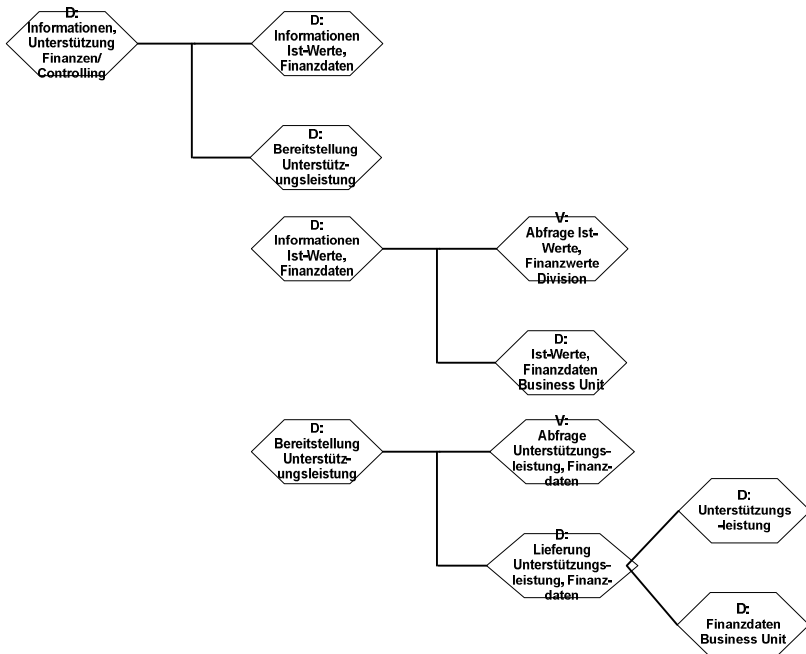 D:
Informationen,
Unterstützung
Finanzen/
Controlling
D:
Informationen
Ist-Werte,
Finanzdaten
D:
Bereitstellung
Unterstütz-
ungsleistung
D:
Informationen
Ist-Werte,
Finanzdaten
V:
Abfrage Ist-
Werte,
Finanzwerte
Division
D:
Ist-Werte,
Finanzdaten
Business Unit
D:
Bereitstellung
Unterstütz-
ungsleistung
V:
Abfrage
Unterstützungs-
leistung, Finanz-
daten
D:
Lieferung
Unterstützungs-
leistung, Finanz-
daten
D:
Unterstützungs
-leistung
D:
Finanzdaten
Business Unit